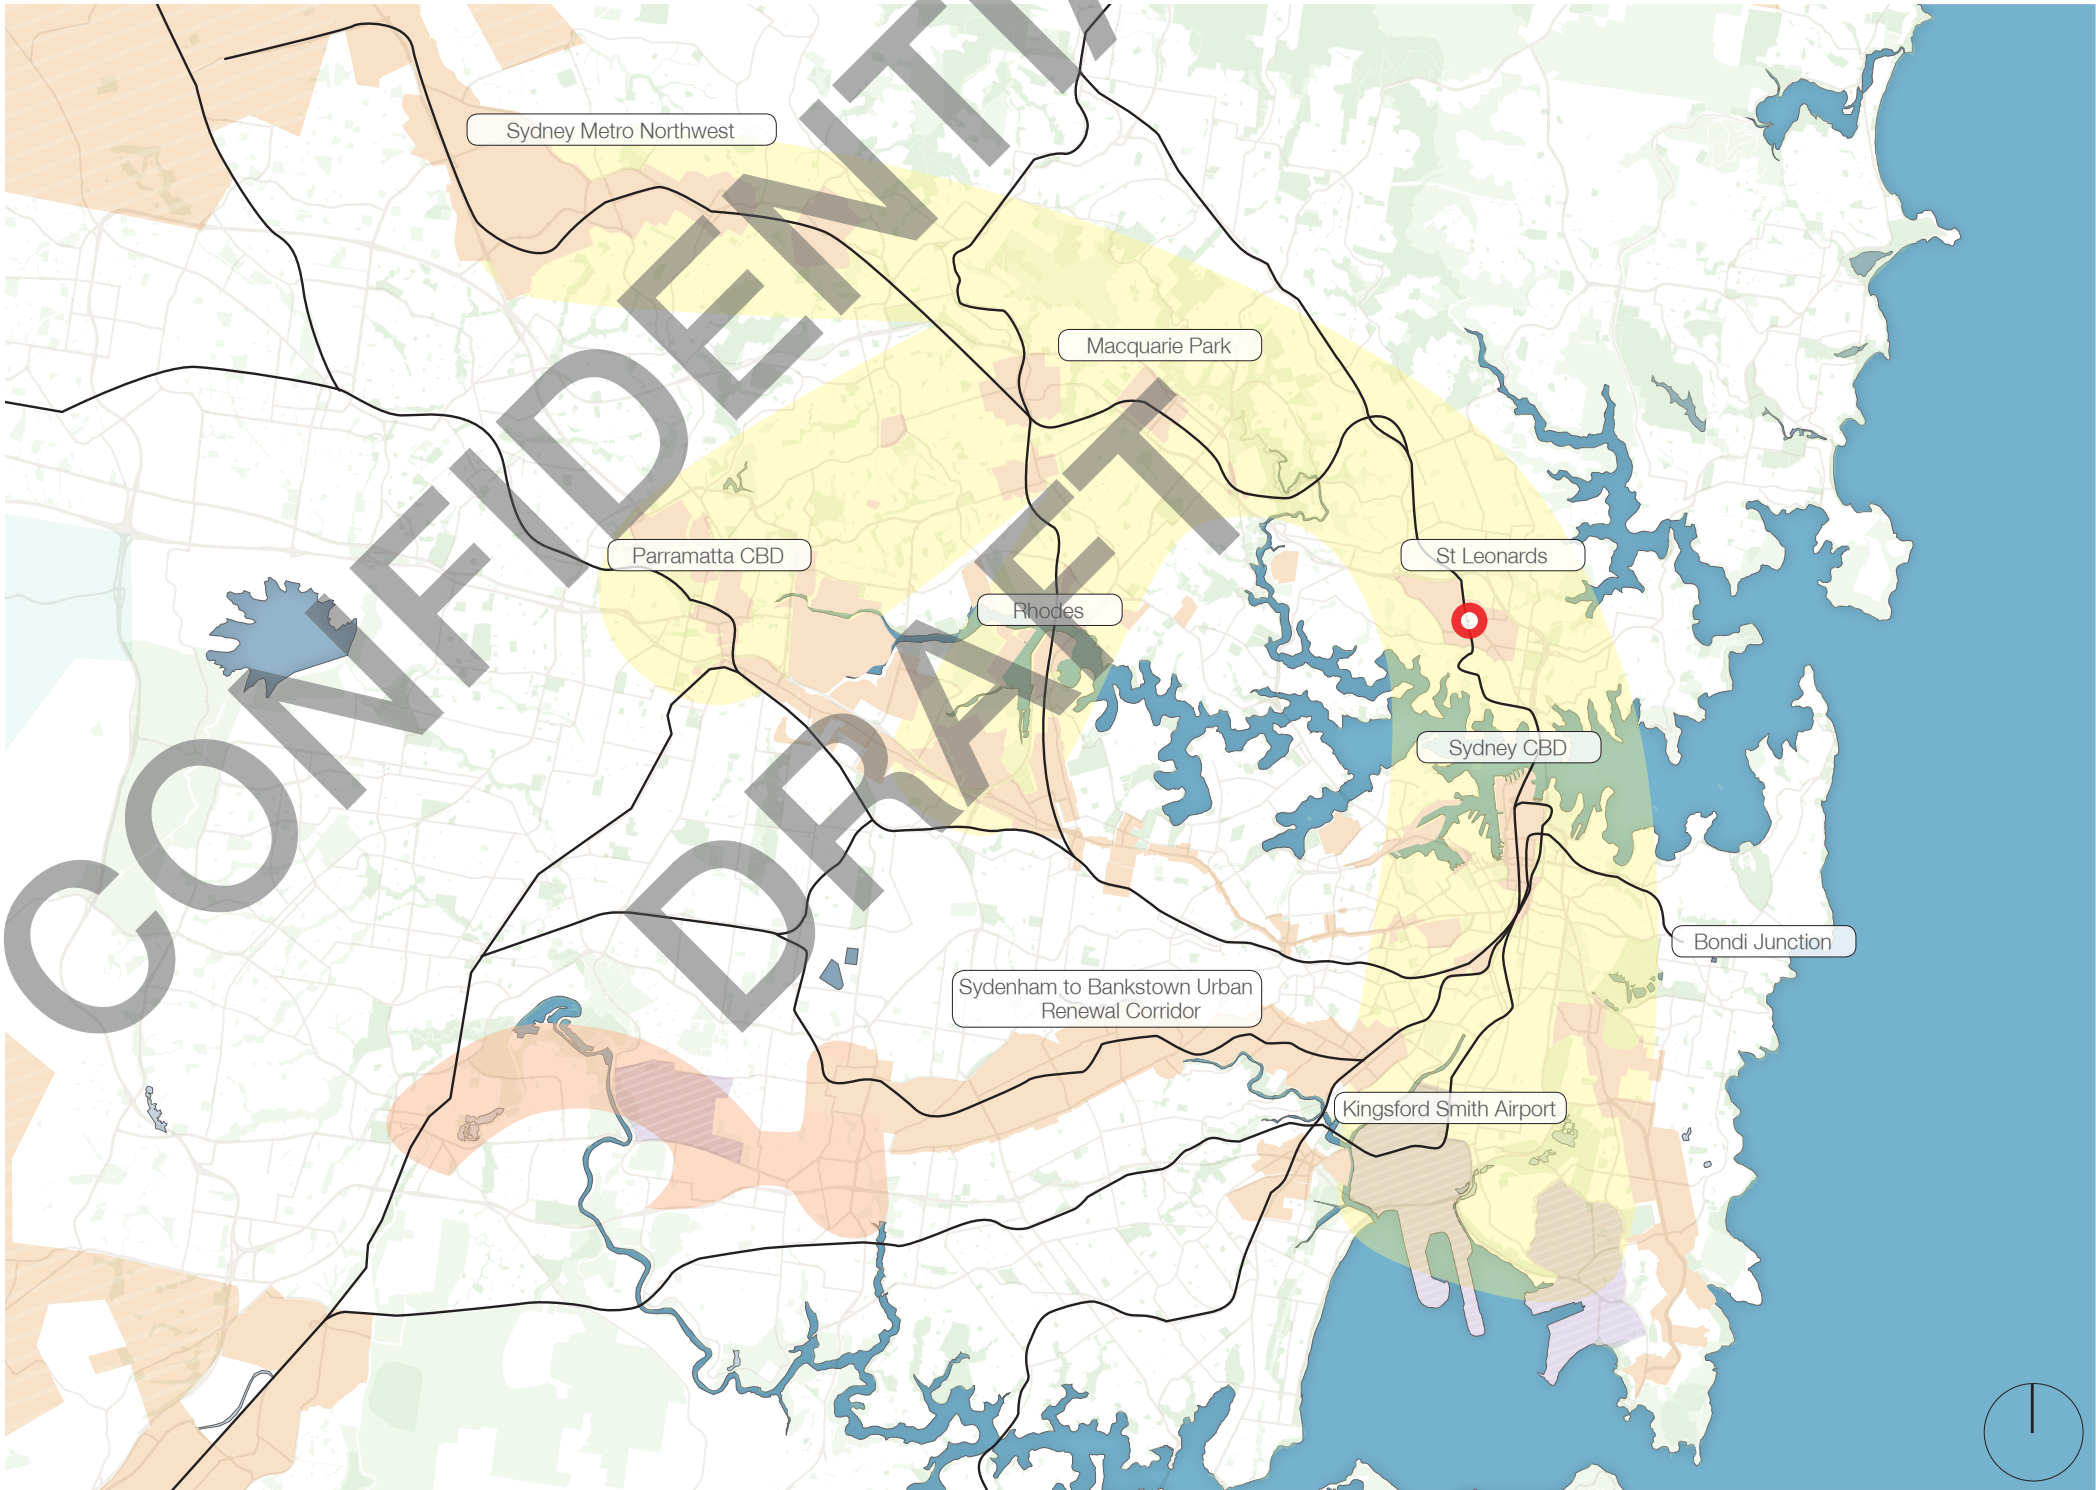 Sydney Metro Northwest
Macquarie Park
Parramatta CBD
St Leonards
Rhodes
Sydney CBD
Bondi Junction
Sydenham to Bankstown Urban
Renewal Corridor
Kingsford Smith Airport
CONFIDENTIA
DRAFT